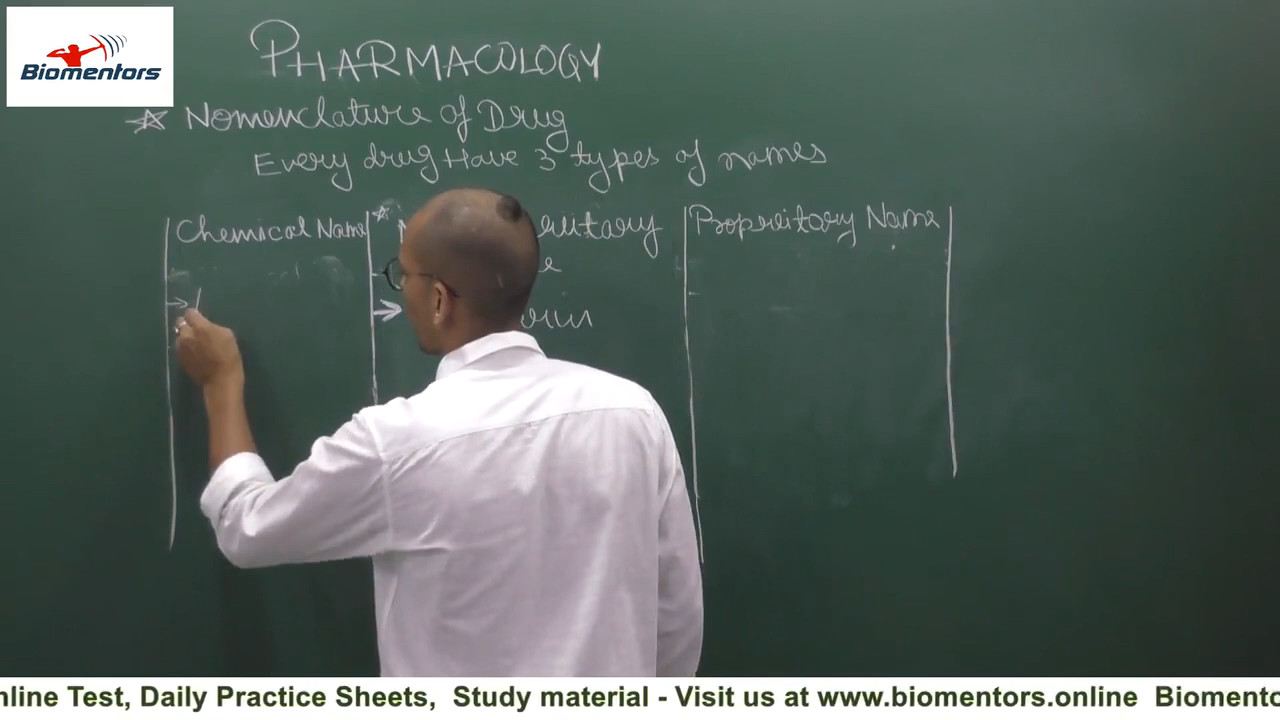 Biomentors
PHARMACOLOGY
Nomenclature of Drug
Every drug Have 3 types of names
Chemical Name
Propreitory Name
nline Test, Daily Practice Sheets, Study material - Visit us at www.biomentors.online Biomento